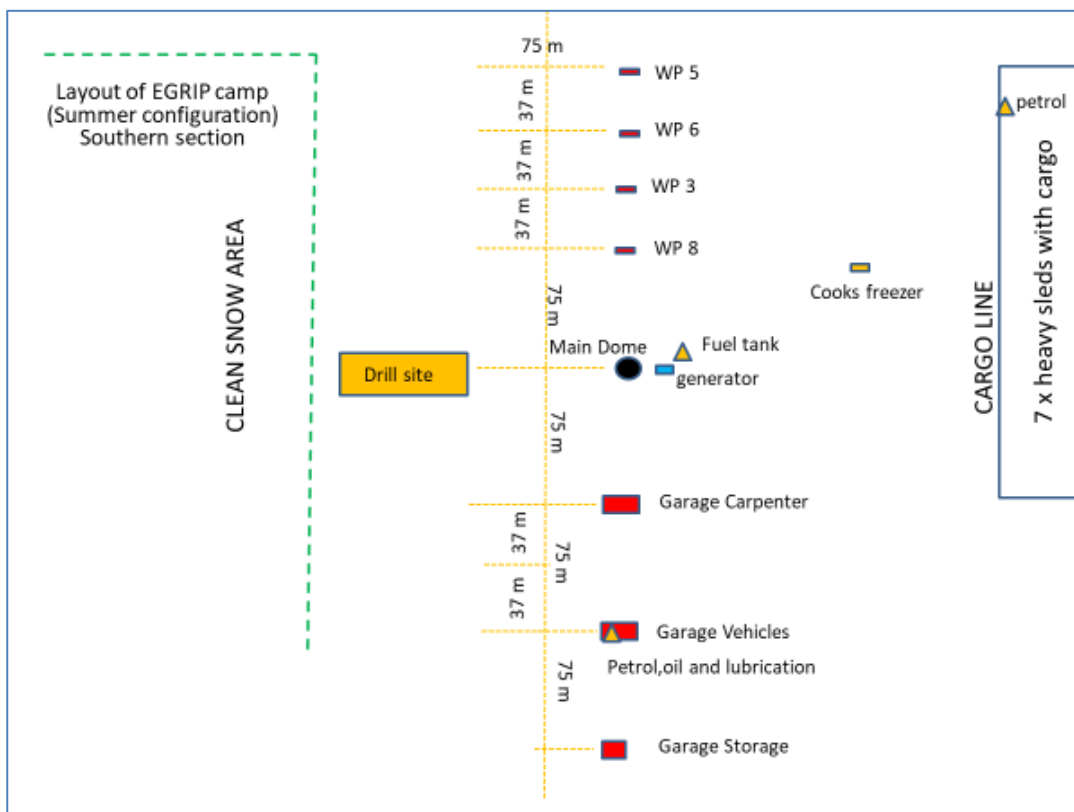 75 m
WP 5
Layout of EGRIP camp
(Summer configuration)
Southern section
37 m
petrol
WP 6
37 m
WP 3
37 m
WP 8
CLEAN SNOW AREA
7 x heavy sleds with cargo
CARGO LINE
75 m
Cooks freezer
Main Dome
Fuel tank
Drill site
generator
75 m
Garage Carpenter
37 m
75 m
37 m
Garage Vehicles
Petrol,oil and lubrication
75 m
Garage Storage